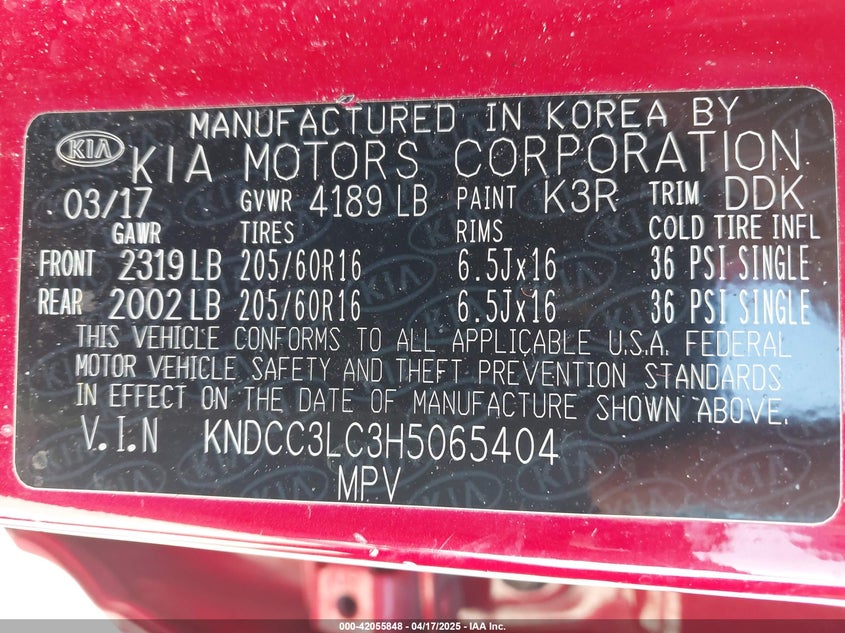 MANUFACTURED IN KOREA BY
KIA KIA MOTORS CORPORATION
03/17 GVWR 4189 LB PAINT K3R TRIM DDK
GAWR TIRES RIMS COLD TIRE INFL
FRONT 2319 LB 205/60R16 6.5Jx16 36 PSI SINGLE
REAR 2002 LB 205/60R16 6.5Jx16 36 PSI SINGLE
THIS VEHICLE CONFORMS TO ALL APPLICABLE U.S.A. FEDERAL
MOTOR VEHICLE SAFETY AND THEFT PREVENTION STANDARDS
IN EFFECT ON THE DATE OF MANUFACTURE SHOWN ABOVE.
V.I.N KNDCC3LC3H5065404
MPV
000-42055848 - 04/17/2025 - IAA Inc.